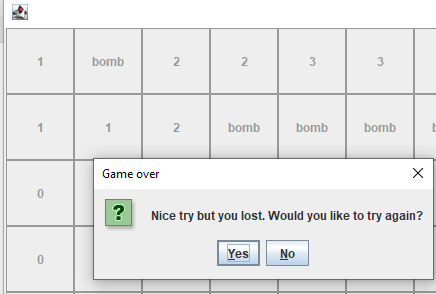 1 bomb 2 2 3 3
1 1 2 bomb bomb bomb
Game over
0
Nice try but you lost. Would you like to try again?
Yes No
0